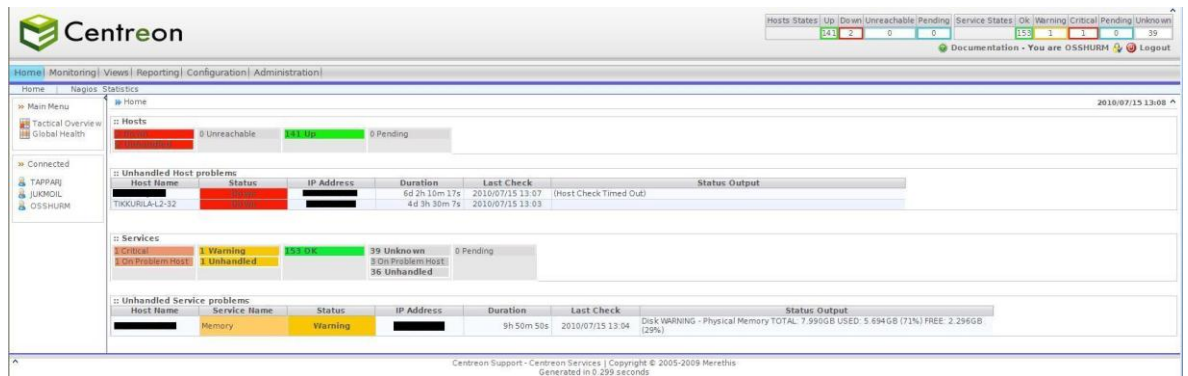 Centreon
Hosts States Up Down Unreachable Pending Service States Ok Warning Critical Pending Unknown
141 2 0 0 153 1 1 0 39
Documentation - You are OSSHURM Logout
Home| Monitoring| Views| Reporting| Configuration| Administration|
Home | Nagios Statistics
Main Menu
Tactical Overview
Global Health
Connected
TAPPARJ
JUKMOIL
OSSHURM
Home 2010/07/15 13:08
:: Hosts
0 Unreachable 141 Up 0 Pending
:: Unhandled Host problems
Host Name Status IP Address Duration Last Check Status Output
6d 2h 10m 17s 2010/07/15 13:07 (Host Check Timed Out)
TIKKURILA-L2-32 4d 3h 30m 7s 2010/07/15 13:03
:: Services
1 Critical 1 Warning 153 OK 39 Unknown 0 Pending
1 On Problem Host 1 Unhandled 3 On Problem Host
36 Unhandled
:: Unhandled Service problems
Host Name Service Name Status IP Address Duration Last Check Status Output
Memory Warning 9h 50m 50s 2010/07/15 13:04 Disk WARNING - Physical Memory TOTAL: 7.990GB USED: 5.694GB (71%) FREE: 2.296GB
(29%)
Centreon Support - Centreon Services | Copyright © 2005-2009 Merethis
Generated in 0.299 seconds